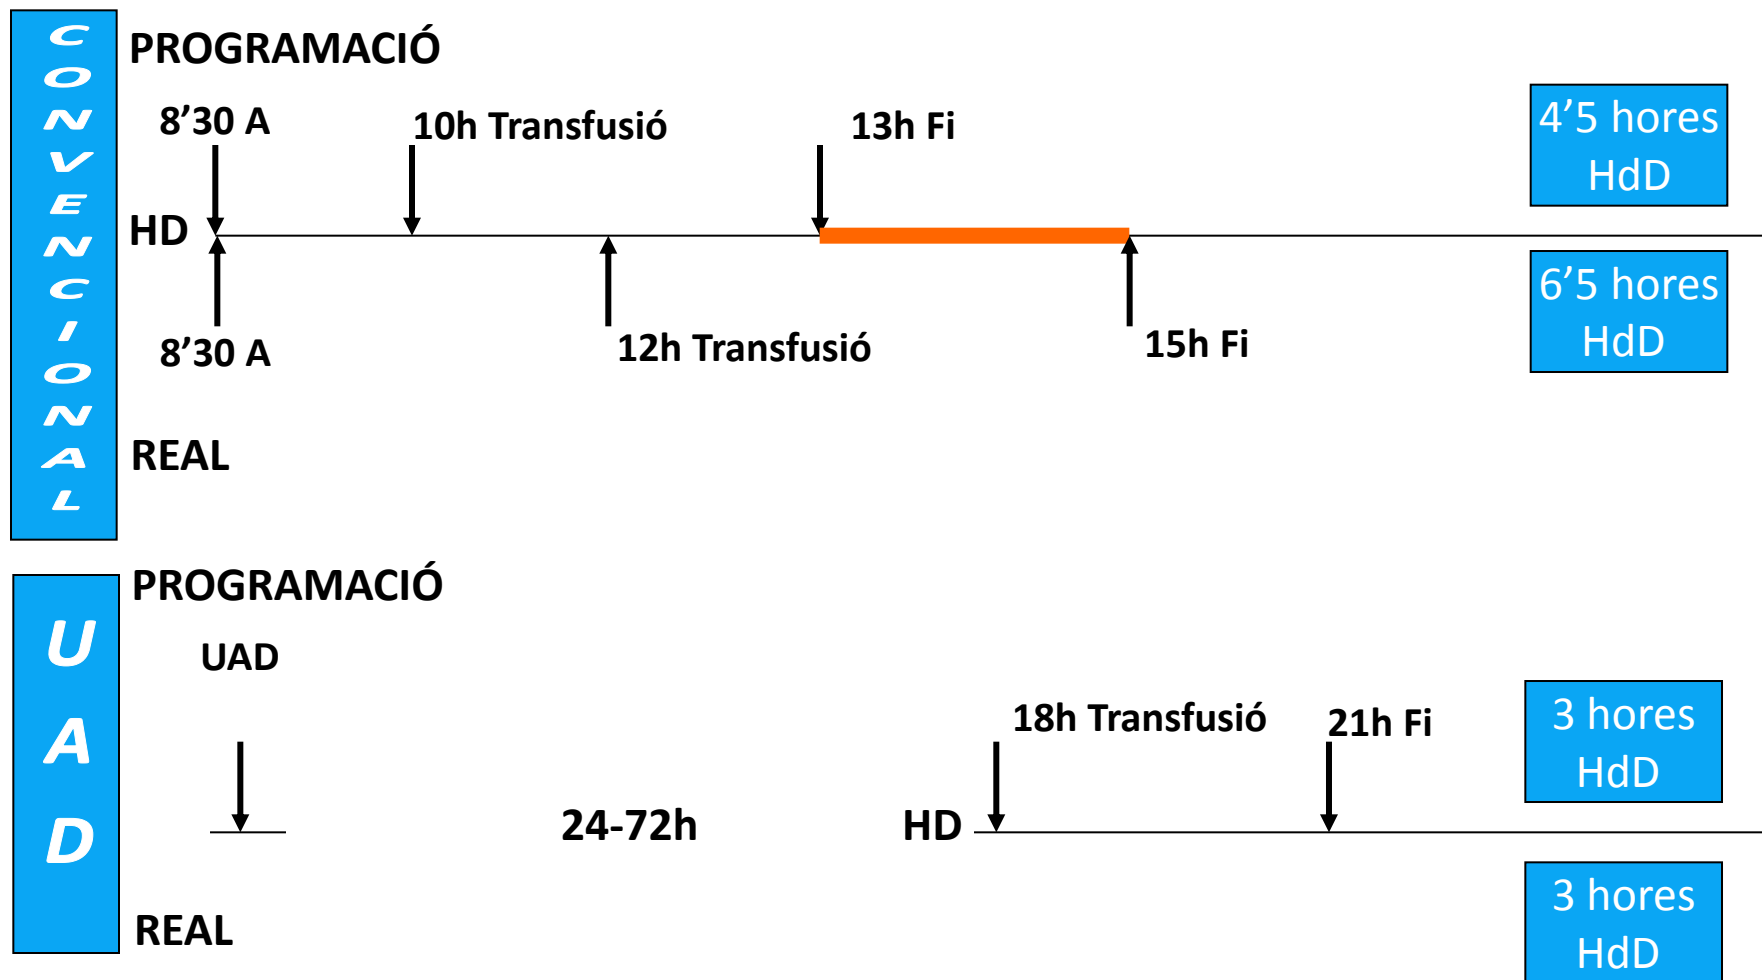 CONVENCIONAL
PROGRAMACIÓ
8’30 A
10h Transfusió
13h Fi
4’5 hores
HdD
HD
8’30 A
12h Transfusió
15h Fi
6’5 hores
HdD
REAL
UAD
PROGRAMACIÓ
UAD
18h Transfusió
21h Fi
3 hores
HdD
24-72h
HD
REAL
3 hores
HdD